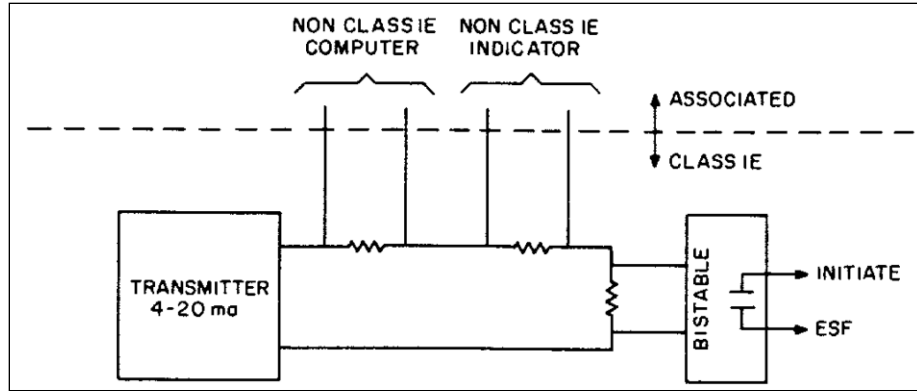 NON CLASS IE
COMPUTER
NON CLASS IE
INDICATOR
ASSOCIATED
CLASS IE
TRANSMITTER
4-20 ma
BISTABLE
INITIATE
ESF